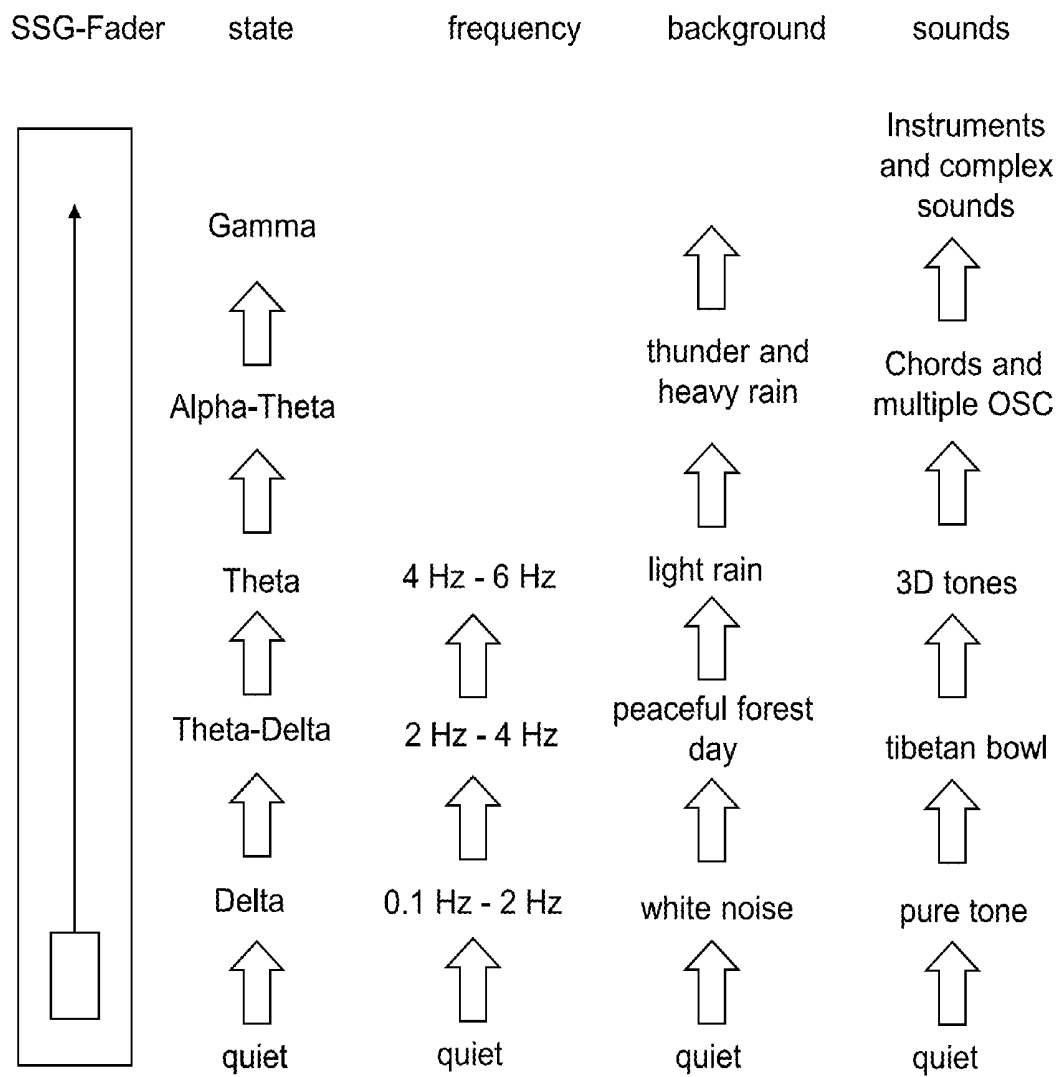 SSG-Fader state frequency background sounds
Instruments
and complex
sounds
Gamma
thunder and
heavy rain
Chords and
multiple OSC
Alpha-Theta
Theta 4 Hz - 6 Hz light rain 3D tones
Theta-Delta 2 Hz - 4 Hz peaceful forest
day tibetan bowl
Delta 0.1 Hz - 2 Hz white noise pure tone
quiet quiet quiet quiet